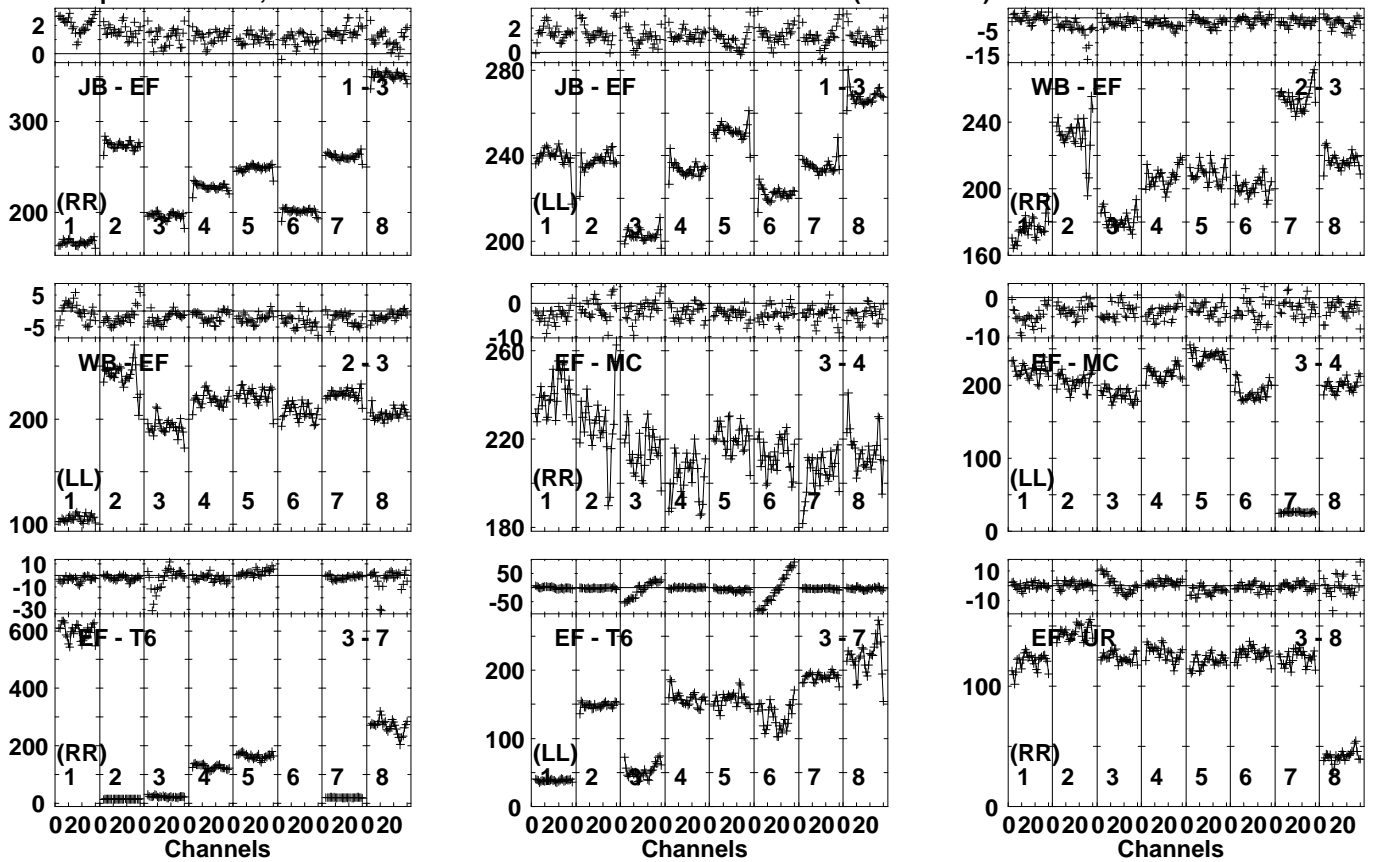 2
0
300
200
JB - EF 1 - 3
(RR)
1 2 3 4 5 6 7 8
2
0
280
240
200
JB - EF 1 - 3
(LL)
1 2 3 4 5 6 7 8
-5
-15
240
200
160
WB - EF 2 - 3
(RR)
1 2 3 4 5 6 7 8
5
-5
200
100
WB - EF 2 - 3
(LL)
1 2 3 4 5 6 7 8
0
-10
260
220
180
EF - MC 3 - 4
(RR)
1 2 3 4 5 6 7 8
0
-10
200
100
0
EF - MC 3 - 4
(LL)
1 2 3 4 5 6 7 8
10
-10
-30
600
400
200
0
EF - T6 3 - 7
(RR)
1 2 3 4 5 6 7 8
0 20 0 20 0 20 0 20 0 20 0 20 0 20 0 20
Channels
50
-50
200
100
0
EF - T6 3 - 7
(LL)
1 2 3 4 5 6 7 8
0 20 0 20 0 20 0 20 0 20 0 20 0 20 0 20
Channels
10
-10
100
0
EF - UR 3 - 8
(RR)
1 2 3 4 5 6 7 8
0 20 0 20 0 20 0 20 0 20 0 20 0 20 0 20
Channels